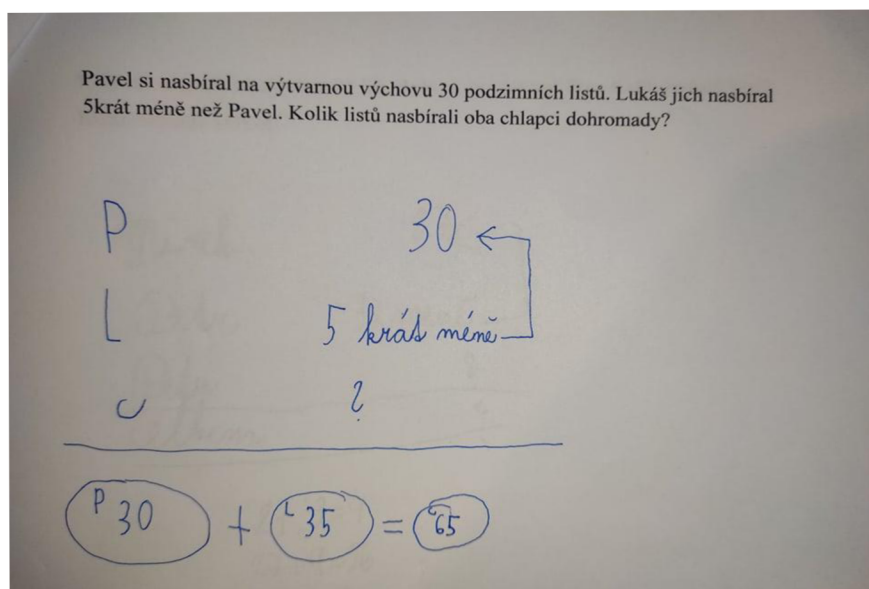 Pavel si nasbíral na výtvarnou výchovu 30 podzimních listů. Lukáš jich nasbíral
5krát méně než Pavel. Kolik listů nasbírali oba chlapci dohromady?
P 30
L 5 krát méně
C ?
P 30 + L 35 = C 65